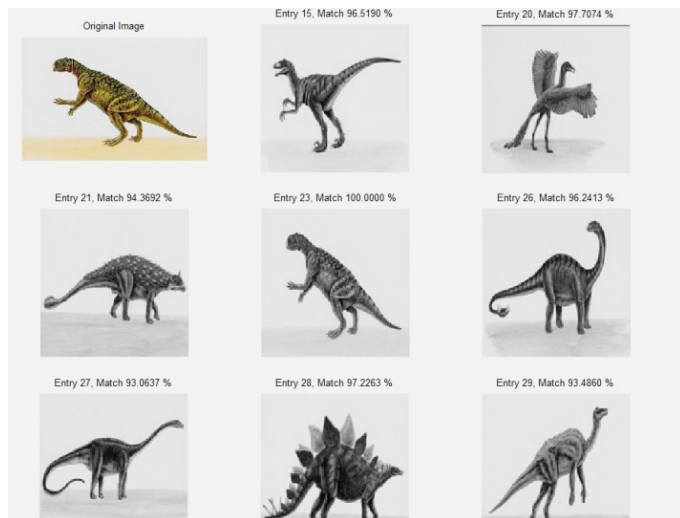 Original Image
Entry 15, Match 96.5190 %
Entry 20, Match 97.7074 %
Entry 21, Match 94.3692 %
Entry 23, Match 100.0000 %
Entry 26, Match 96.2413 %
Entry 27, Match 93.0637 %
Entry 28, Match 97.2263 %
Entry 29, Match 93.4860 %